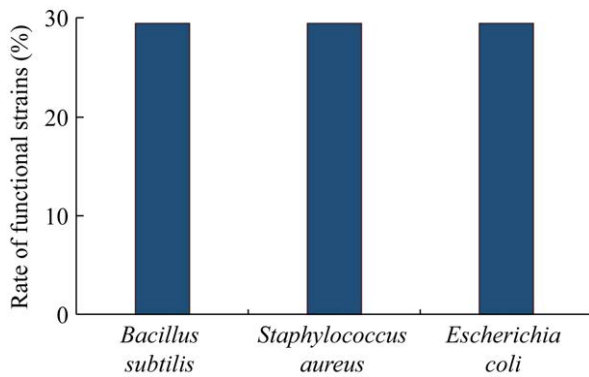 Rate of functional strains (%)
30
20
10
0
Bacillus
subtilis
Staphylococcus
aureus
Escherichia
coli